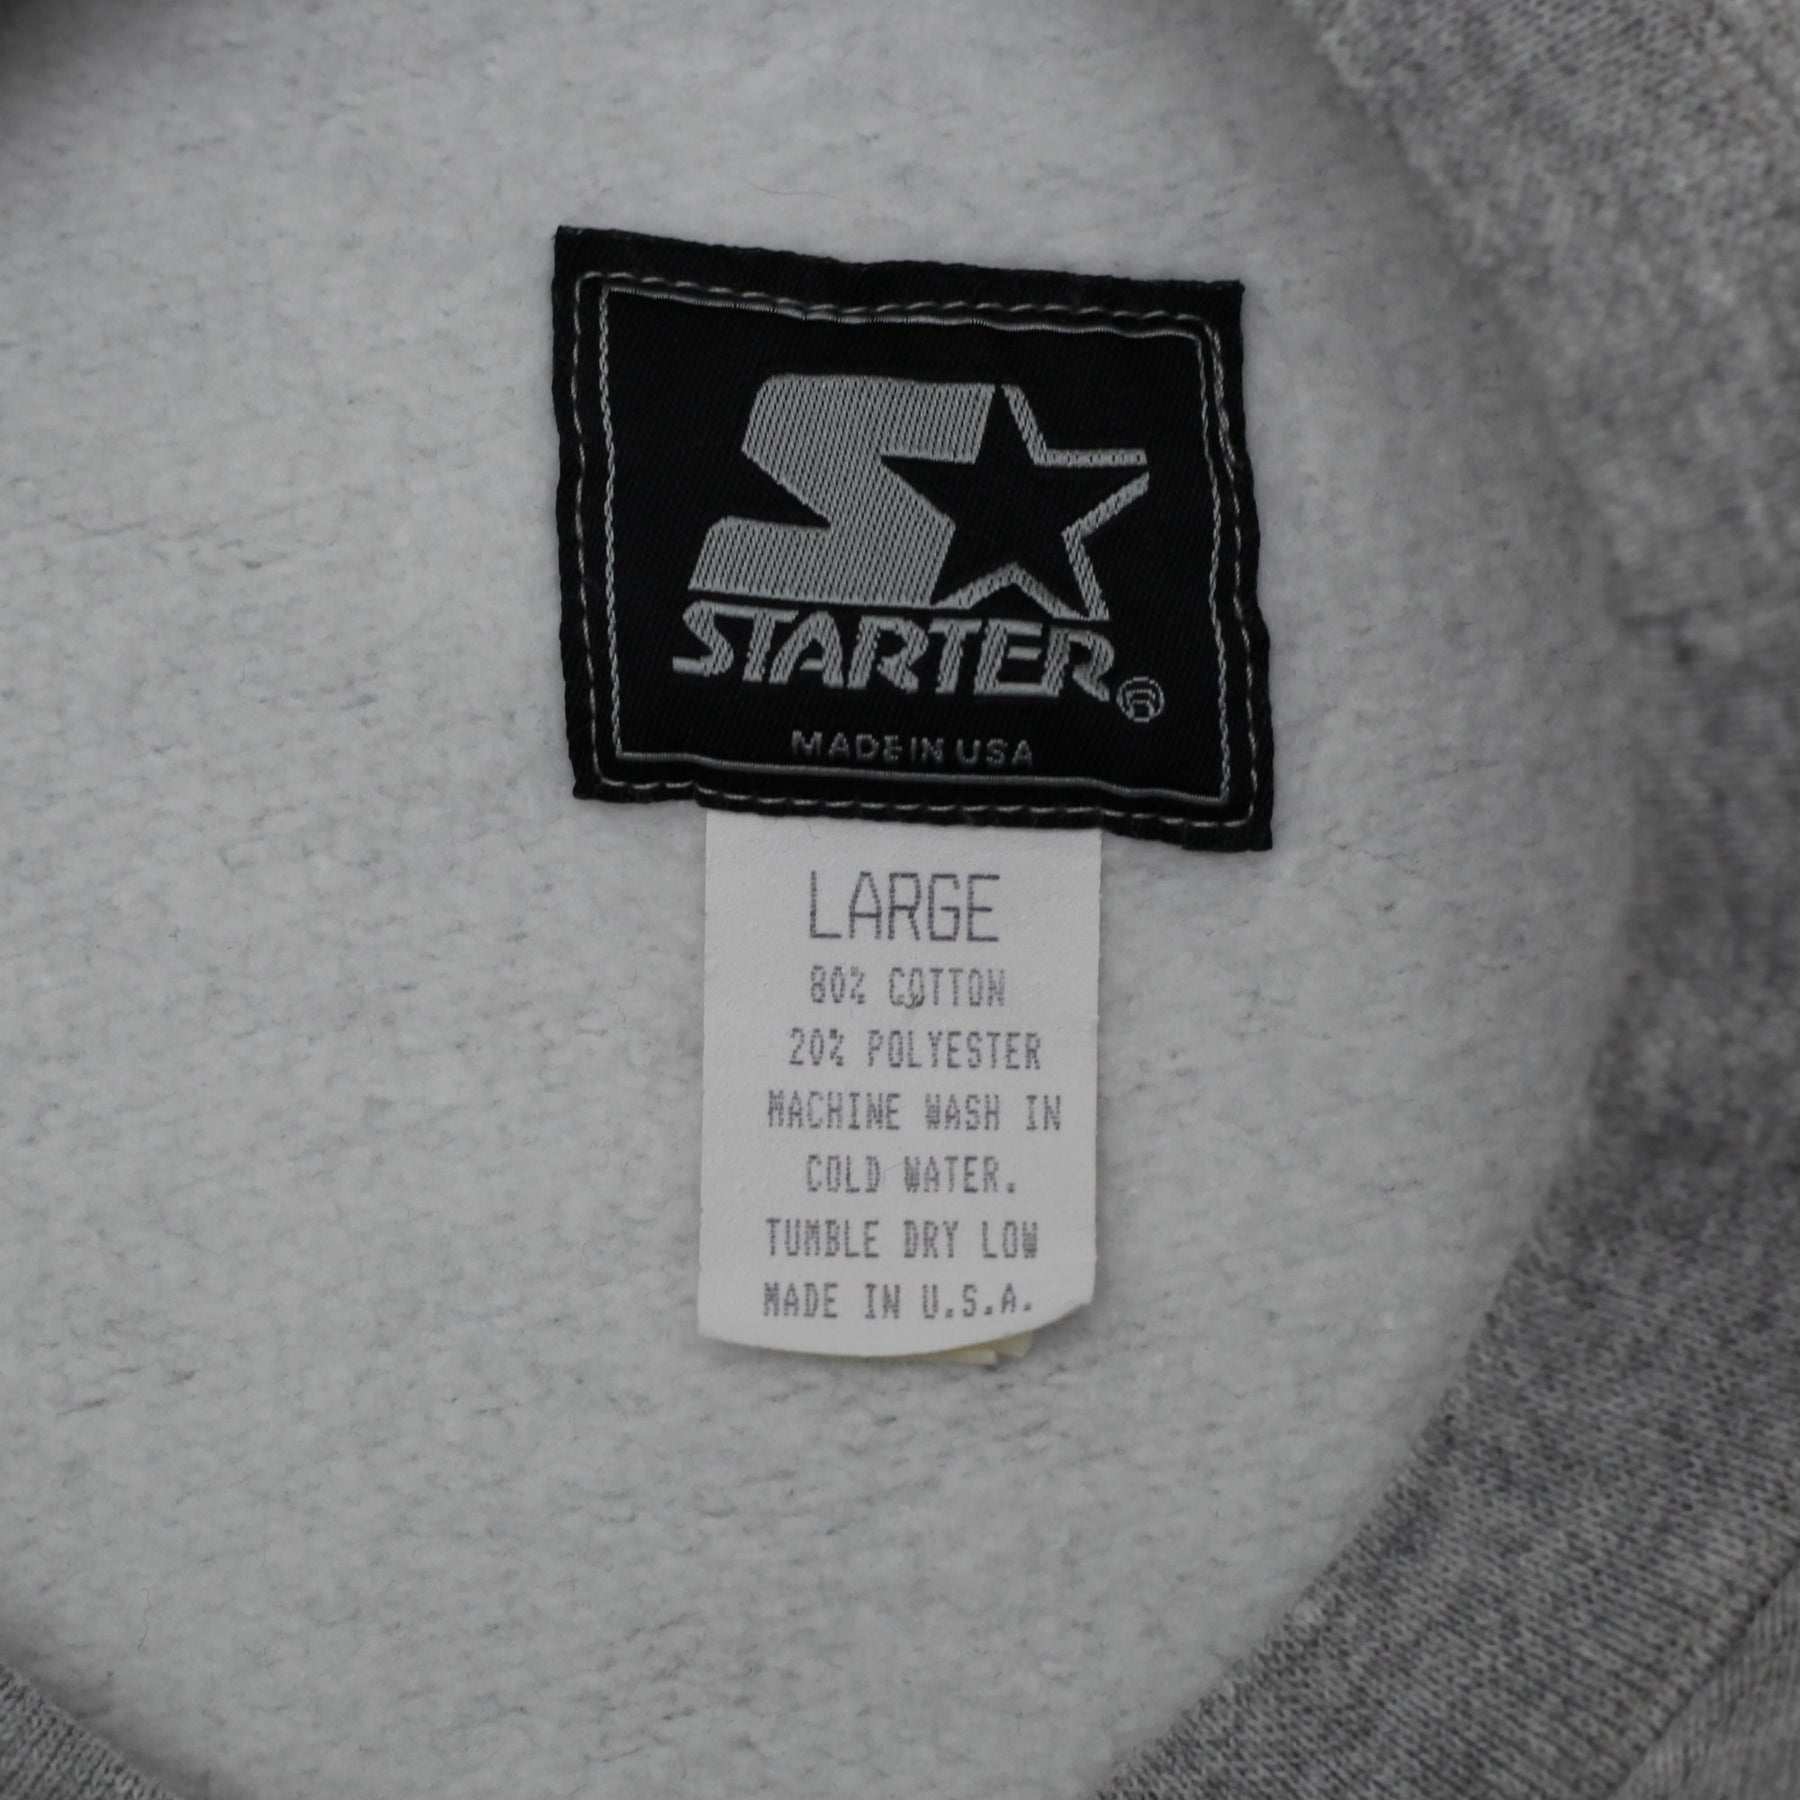 STARTER®
MADE IN USA
LARGE
80% COTTON
20% POLYESTER
MACHINE WASH IN
COLD WATER.
TUMBLE DRY LOW
MADE IN U.S.A.